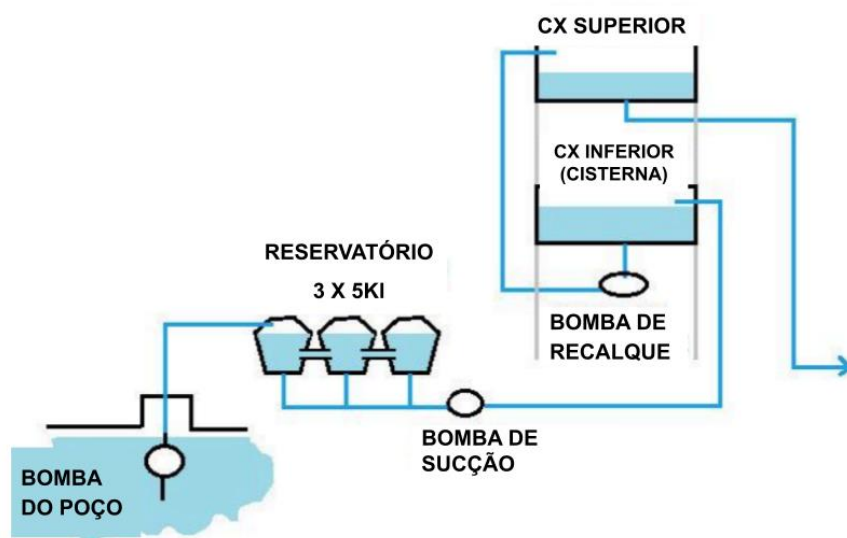 CX SUPERIOR
CX INFERIOR
(CISTERNA)
RESERVATÓRIO
3 X 5KI
BOMBA DE
RECALQUE
BOMBA DE
SUCÇÃO
BOMBA
DO POÇO